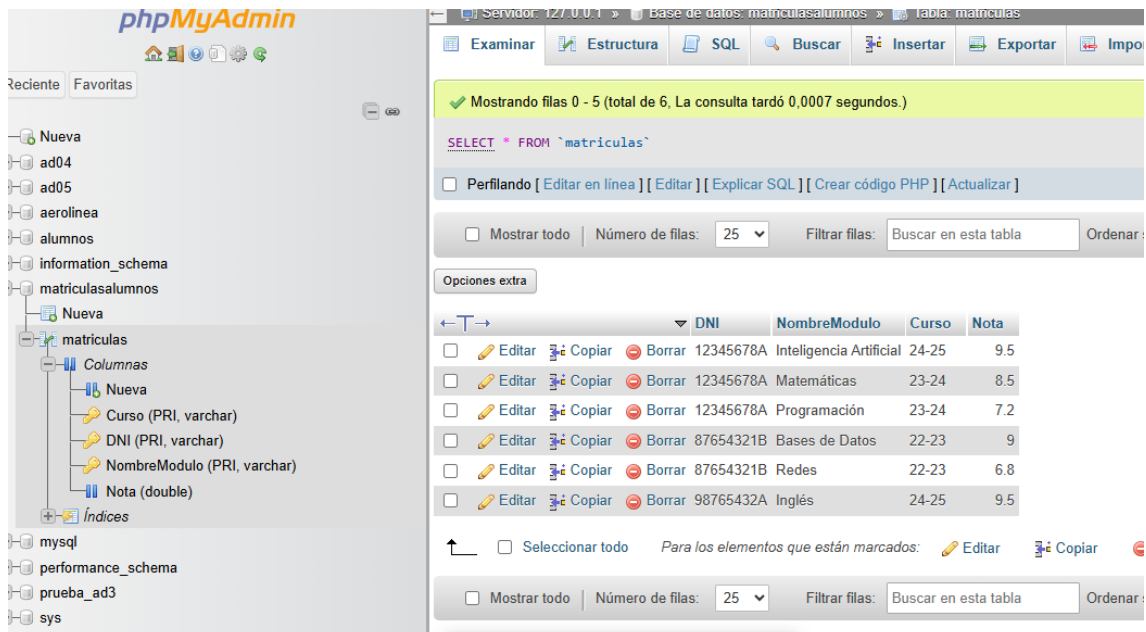 phpMyAdmin
Reciente Favoritas
Nueva
ad04
ad05
aerolinea
alumnos
information_schema
matriculasalumnos
Nueva
matriculas
Columnas
Nueva
Curso (PRI, varchar)
DNI (PRI, varchar)
NombreModulo (PRI, varchar)
Nota (double)
Índices
mysql
performance_schema
prueba_ad3
sys
Servidor: 127.0.0.1 » Base de datos: matriculasalumnos » Tabla: matriculas
Examinar Estructura SQL Buscar Insertar Exportar Impor
Mostrando filas 0 - 5 (total de 6, La consulta tardó 0,0007 segundos.)
SELECT * FROM `matriculas`
Perfilando [ Editar en línea ] [ Editar ] [ Explicar SQL ] [ Crear código PHP ] [ Actualizar ]
Mostrar todo | Número de filas: 25 Filtrar filas: Buscar en esta tabla Ordenar
Opciones extra
←T→ DNI NombreModulo Curso Nota
Editar Copiar Borrar 12345678A Inteligencia Artificial 24-25 9.5
Editar Copiar Borrar 12345678A Matemáticas 23-24 8.5
Editar Copiar Borrar 12345678A Programación 23-24 7.2
Editar Copiar Borrar 87654321B Bases de Datos 22-23 9
Editar Copiar Borrar 87654321B Redes 22-23 6.8
Editar Copiar Borrar 98765432A Inglés 24-25 9.5
Seleccionar todo Para los elementos que están marcados: Editar Copiar
Mostrar todo | Número de filas: 25 Filtrar filas: Buscar en esta tabla Ordenar